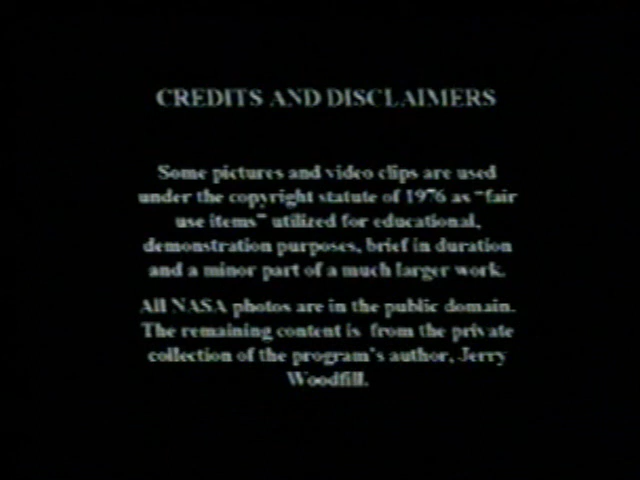 CREDITS AND DISCLAIMERS
Some pictures and video clips are used
under the copyright statute of 1976 as "fair
use items" utilized for educational,
demonstration purposes, brief in duration
and a minor part of a much larger work.
All NASA photos are in the public domain.
The remaining content is from the private
collection of the program's author, Jerry
Woodfill.